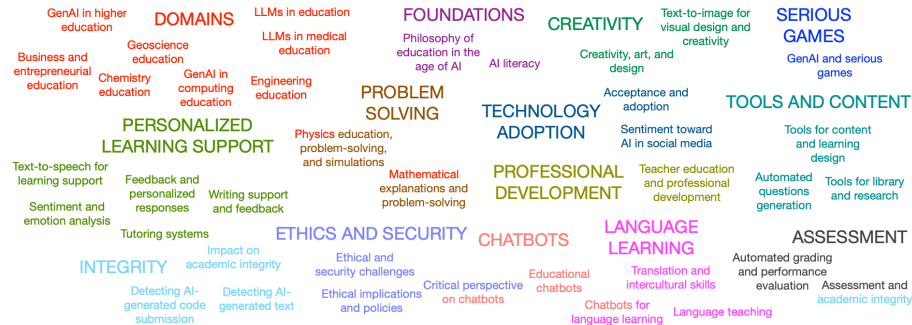 DOMAINS
GenAI in higher
education
LLMs in education
LLMs in medical
education
Geoscience
education
Business and
entrepreneurial
education
Chemistry
education
GenAI in
computing
education
Engineering
education
FOUNDATIONS
Philosophy of
education in the
age of AI
AI literacy
CREATIVITY
Text-to-image for
visual design and
creativity
Creativity, art, and
design
SERIOUS
GAMES
GenAI and serious
games
PROBLEM
SOLVING
Physics education,
problem-solving,
and simulations
Mathematical
explanations and
problem-solving
TECHNOLOGY
ADOPTION
Acceptance and
adoption
Sentiment toward
AI in social media
TOOLS AND CONTENT
Tools for content
and learning
design
Automated
questions
generation
Tools for library
and research
PERSONALIZED
LEARNING SUPPORT
Text-to-speech for
learning support
Feedback and
personalized
responses
Writing support
and feedback
Sentiment and
emotion analysis
Tutoring systems
PROFESSIONAL
DEVELOPMENT
Teacher education
and professional
development
ETHICS AND SECURITY
Ethical and
security challenges
Ethical implications
and policies
CHATBOTS
Critical perspective
on chatbots
Educational
chatbots
Chatbots for
language learning
LANGUAGE
LEARNING
Translation and
intercultural skills
Language teaching
ASSESSMENT
Automated grading
and performance
evaluation
Assessment and
academic integrity
INTEGRITY
Impact on
academic integrity
Detecting AI-
generated code
submission
Detecting AI-
generated text